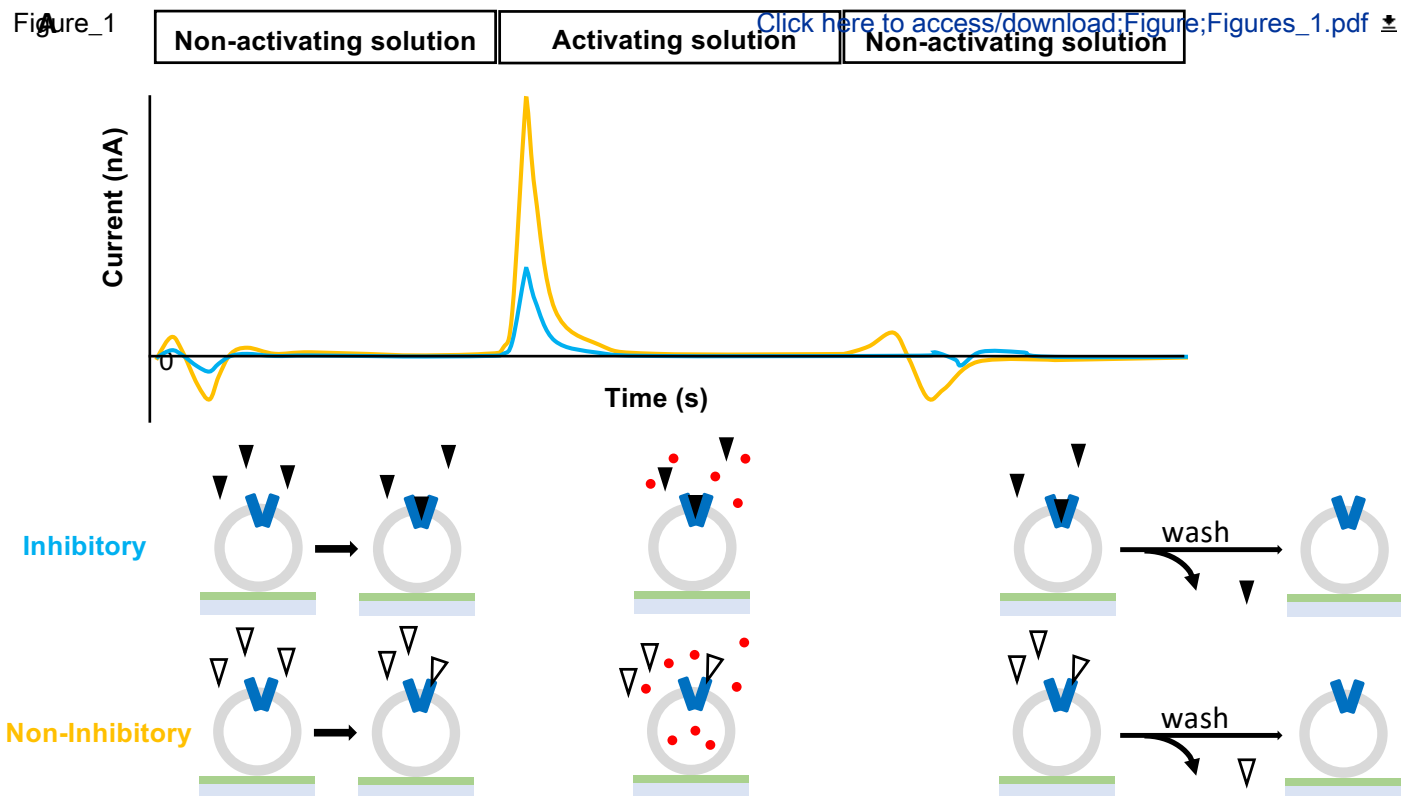 Figure_1
A
Click here to access/download;Figure;Figures_1.pdf
Non-activating solution
Activating solution
Non-activating solution
Current (nA)
0
Time (s)
Inhibitory
wash
Non-Inhibitory
wash